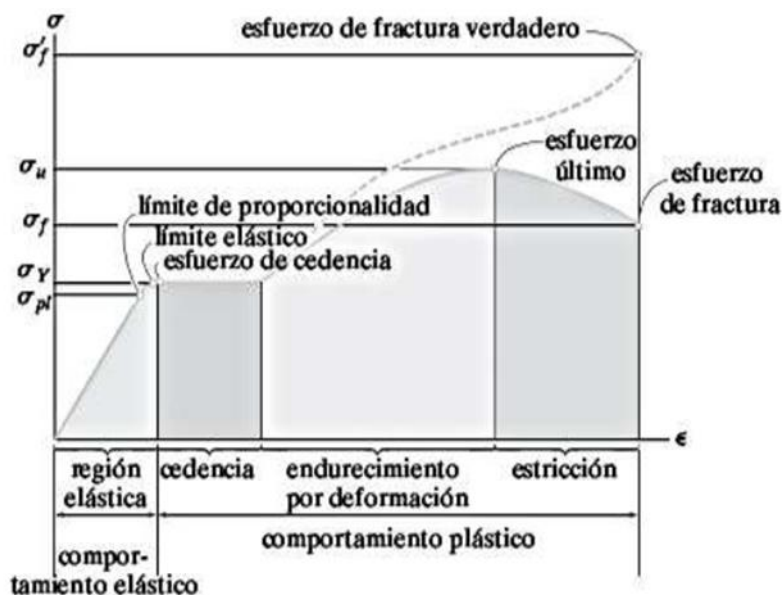 σ
esfuerzo de fractura verdadero
σ′f
esfuerzo
último
σu
esfuerzo
de fractura
límite de proporcionalidad
σf
límite elástico
esfuerzo de cedencia
σY
σpl
ϵ
región
elástica
cedencia
endurecimiento
por deformación
estricción
comportamiento plástico
compor-
tamiento elástico